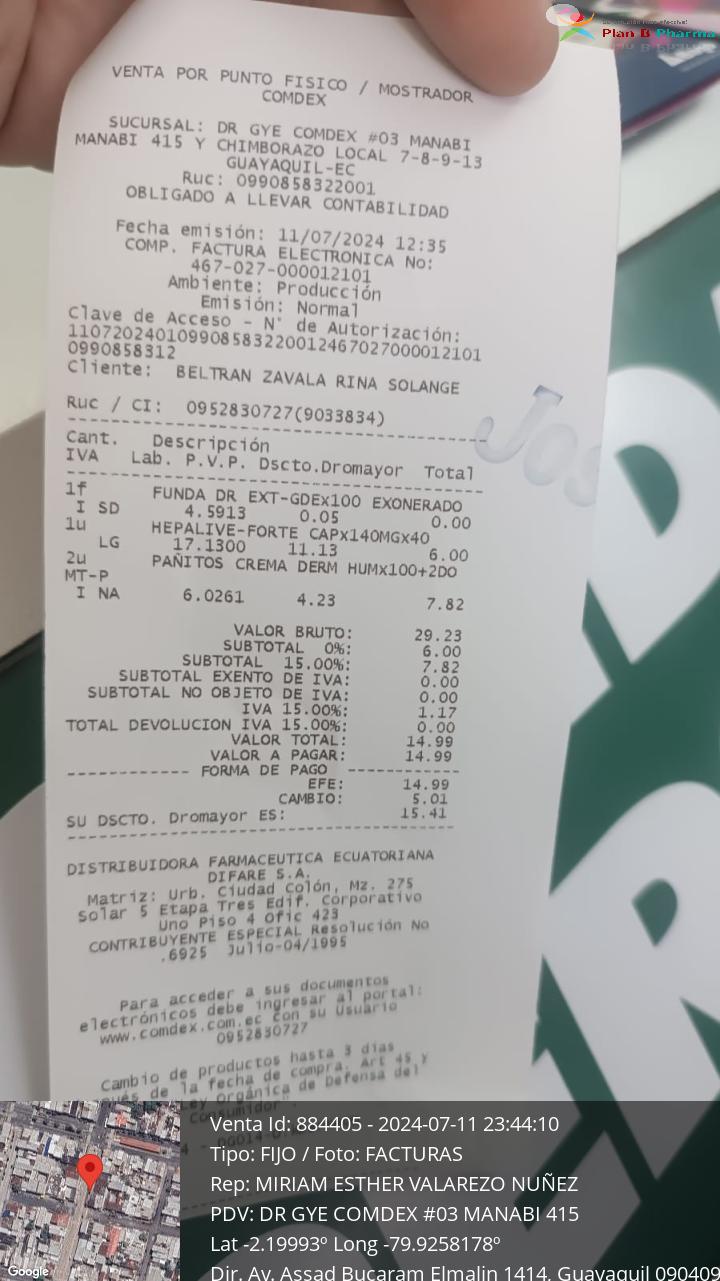 Plan B Pharma
VENTA POR PUNTO FISICO / MOSTRADOR
COMDEX
SUCURSAL: DR GYE COMDEX #03 MANABI
MANABI 415 Y CHIMBORAZO LOCAL 7-8-9-13
GUAYAQUIL-EC
Ruc: 0990858322001
OBLIGADO A LLEVAR CONTABILIDAD
Fecha emisión: 11/07/2024 12:35
COMP. FACTURA ELECTRONICA No:
467-027-000012101
Ambiente: Producción
Emisión: Normal
Clave de Acceso - N° de Autorización:
110720240109908583220012467027000012101
0990858312
Cliente: BELTRAN ZAVALA RINA SOLANGE
Ruc / CI: 0952830727(9033834)
Cant. Descripción
IVA Lab. P.V.P. Dscto.Dromayor Total
1f FUNDA DR EXT-GDEx100 EXONERADO
I SD 4.5913 0.05 0.00
1u HEPALIVE-FORTE CAPx140MGx40
LG 17.1300 11.13 6.00
2u PAÑITOS CREMA DERM HUMx100+2DO
MT-P
I NA 6.0261 4.23 7.82
VALOR BRUTO: 29.23
SUBTOTAL 0%: 6.00
SUBTOTAL 15.00%: 7.82
SUBTOTAL EXENTO DE IVA: 0.00
SUBTOTAL NO OBJETO DE IVA: 0.00
IVA 15.00%: 1.17
TOTAL DEVOLUCION IVA 15.00%: 0.00
VALOR TOTAL: 14.99
VALOR A PAGAR: 14.99
------------ FORMA DE PAGO -----------
EFE: 14.99
CAMBIO: 5.01
SU DSCTO. Dromayor ES: 15.41
DISTRIBUIDORA FARMACEUTICA ECUATORIANA
DIFARE S.A.
Matriz: Urb. Ciudad Colón, Mz. 275
Solar 5 Etapa Tres Edif. Corporativo
Uno Piso 4 Ofic 423
CONTRIBUYENTE ESPECIAL Resolución No
.6925 Julio-04/1995
Para acceder a sus documentos
electrónicos debe ingresar al portal:
www.comdex.com.ec con su Usuario
0952830727
Cambio de productos hasta 3 días
de la fecha de compra. Art 45 y
Ley Orgánica de Defensa del
Consumidor
Venta Id: 884405 - 2024-07-11 23:44:10
Tipo: FIJO / Foto: FACTURAS
Rep: MIRIAM ESTHER VALAREZO NUÑEZ
PDV: DR GYE COMDEX #03 MANABI 415
Lat -2.19993º Long -79.9258178º
Dir. Av. Assad Bucaram Elmalin 1414, Guayaquil 090409
Google